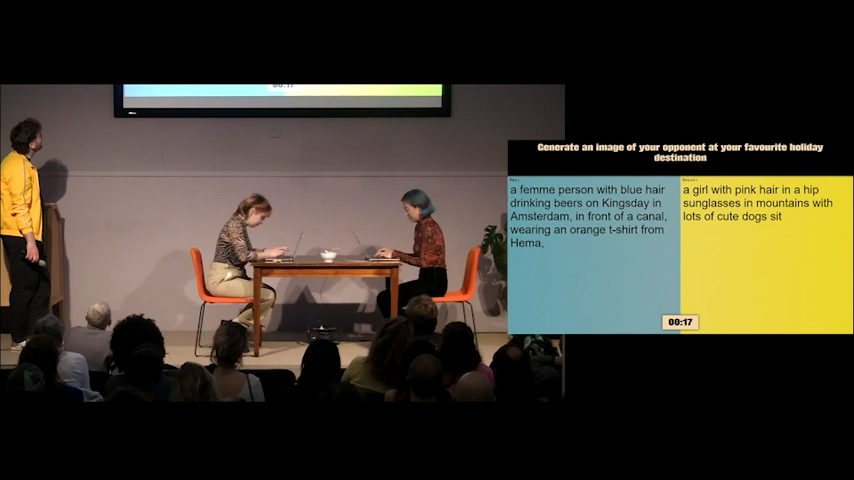 00:17
Generate an image of your opponent at your favourite holiday
destination
a femme person with blue hair
drinking beers on Kingsday in
Amsterdam, in front of a canal,
wearing an orange t-shirt from
Hema,
a girl with pink hair in a hip
sunglasses in mountains with
lots of cute dogs sit
00:17